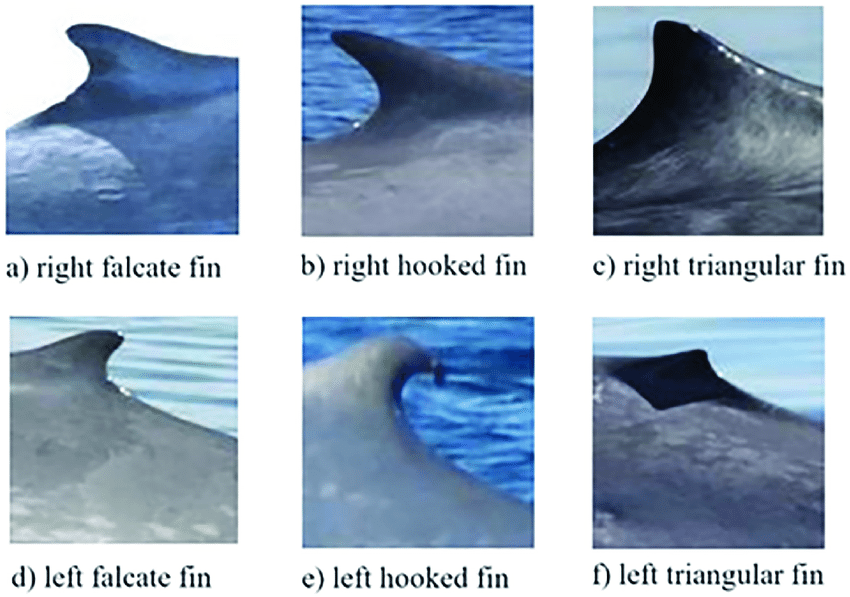 a) right falcate fin
b) right hooked fin
c) right triangular fin
d) left falcate fin
e) left hooked fin
f) left triangular fin